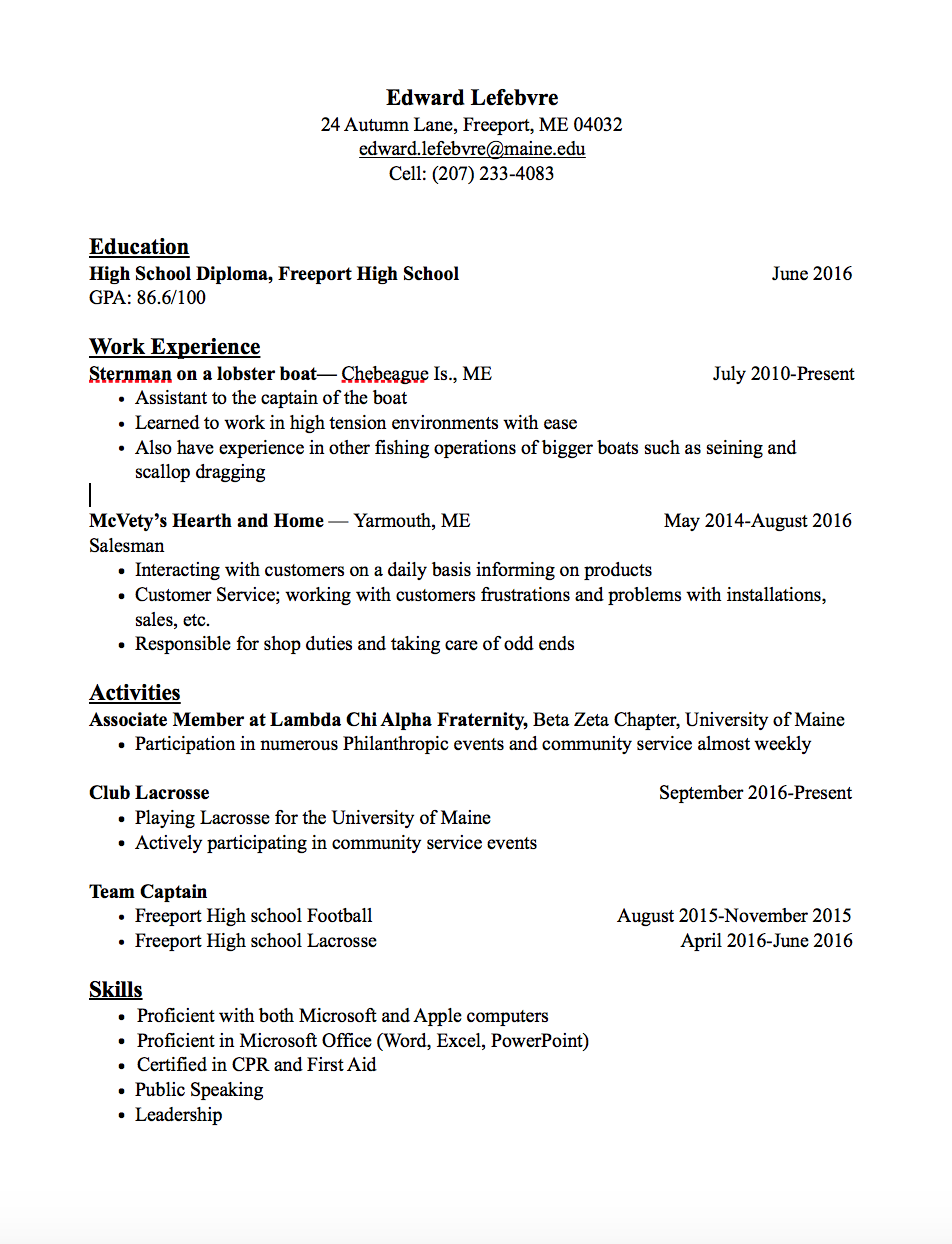 Edward Lefebvre
24 Autumn Lane, Freeport, ME 04032
edward.lefebvre@maine.edu
Cell: (207) 233-4083
Education
High School Diploma, Freeport High School June 2016
GPA: 86.6/100
Work Experience
Sternman on a lobster boat— Chebeague Is., ME July 2010-Present
• Assistant to the captain of the boat
• Learned to work in high tension environments with ease
• Also have experience in other fishing operations of bigger boats such as seining and
scallop dragging
McVety’s Hearth and Home — Yarmouth, ME May 2014-August 2016
Salesman
• Interacting with customers on a daily basis informing on products
• Customer Service; working with customers frustrations and problems with installations,
sales, etc.
• Responsible for shop duties and taking care of odd ends
Activities
Associate Member at Lambda Chi Alpha Fraternity, Beta Zeta Chapter, University of Maine
• Participation in numerous Philanthropic events and community service almost weekly
Club Lacrosse September 2016-Present
• Playing Lacrosse for the University of Maine
• Actively participating in community service events
Team Captain
• Freeport High school Football August 2015-November 2015
• Freeport High school Lacrosse April 2016-June 2016
Skills
• Proficient with both Microsoft and Apple computers
• Proficient in Microsoft Office (Word, Excel, PowerPoint)
• Certified in CPR and First Aid
• Public Speaking
• Leadership